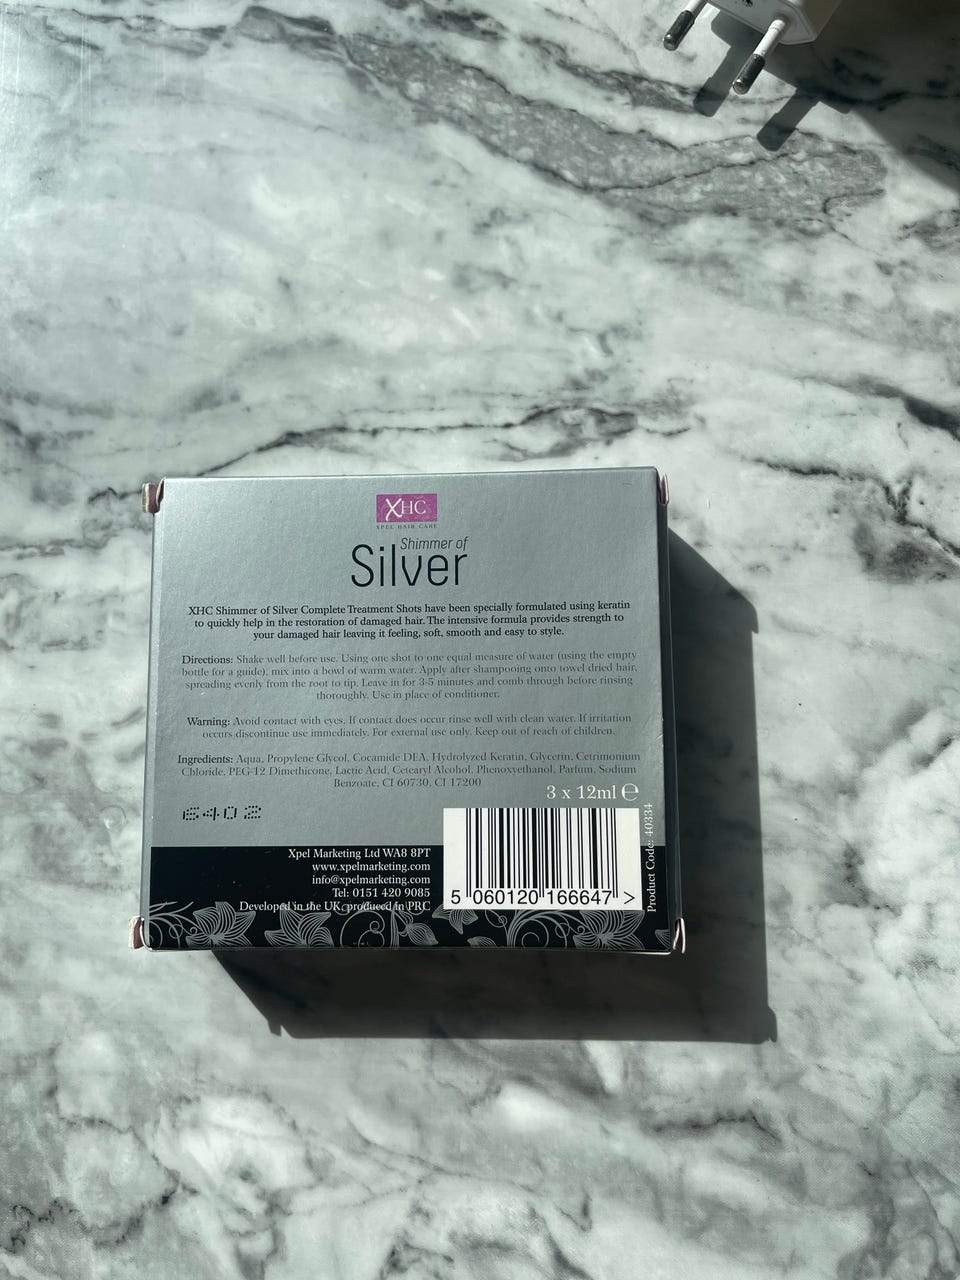 XHC
XPEL HAIR CARE
Shimmer of
Silver
XHC Shimmer of Silver Complete Treatment Shots have been specially formulated using keratin
to quickly help in the restoration of damaged hair. The intensive formula provides strength to
your damaged hair leaving it feeling, soft, smooth and easy to style.
Directions: Shake well before use. Using one shot to one equal measure of water (using the empty
bottle for a guide), mix into a bowl of warm water. Apply after shampooing onto towel dried hair,
spreading evenly from the root to tip. Leave in for 3-5 minutes and comb through before rinsing
thoroughly. Use in place of conditioner.
Warning: Avoid contact with eyes. If contact does occur rinse well with clean water. If irritation
occurs discontinue use immediately. For external use only. Keep out of reach of children.
Ingredients: Aqua, Propylene Glycol, Cocamide DEA, Hydrolyzed Keratin, Glycerin, Cetrimonium
Chloride, PEG-12 Dimethicone, Lactic Acid, Cetearyl Alcohol, Phenoxyethanol, Parfum, Sodium
Benzoate, CI 60730, CI 17200
3 x 12ml ℮
6402
Xpel Marketing Ltd WA8 8PT
www.xpelmarketing.com
info@xpelmarketing.com
Tel: 0151 420 9085
Developed in the UK, produced in PRC
5 060120 166647 >
Product Code: 40334